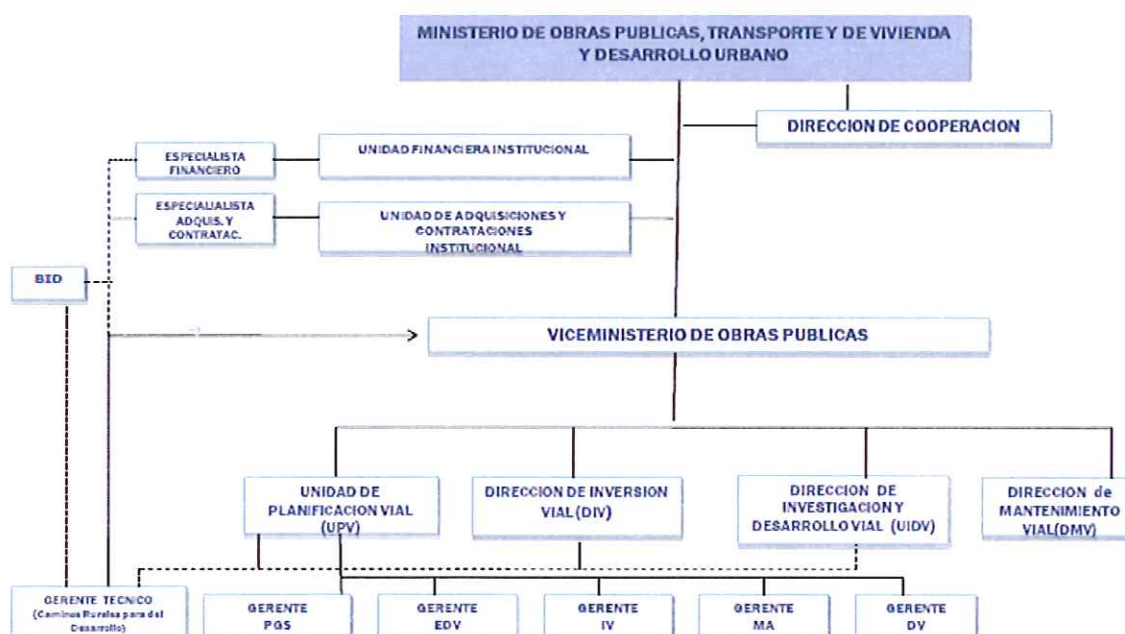 MINISTERIO DE OBRAS PUBLICAS, TRANSPORTE Y DE VIVIENDA
Y DESARROLLO URBANO
DIRECCION DE COOPERACION
ESPECIALISTA
FINANCIERO
UNIDAD FINANCIERA INSTITUCIONAL
ESPECIALIALISTA
ADQUIS. Y
CONTRATAC.
UNIDAD DE ADQUISICIONES Y
CONTRATACIONES
INSTITUCIONAL
BID
VICEMINISTERIO DE OBRAS PUBLICAS
UNIDAD DE
PLANIFICACION VIAL
(UPV)
DIRECCION DE INVERSION
VIAL (DIV)
DIRECCION DE
INVESTIGACION Y
DESARROLLO VIAL (UIDV)
DIRECCION de
MANTENIMIENTO
VIAL(DMV)
GERENTE TECNICO
(Caminos Rurales para del
Desarrollo)
GERENTE
PGS
GERENTE
EDV
GERENTE
IV
GERENTE
MA
GERENTE
DV